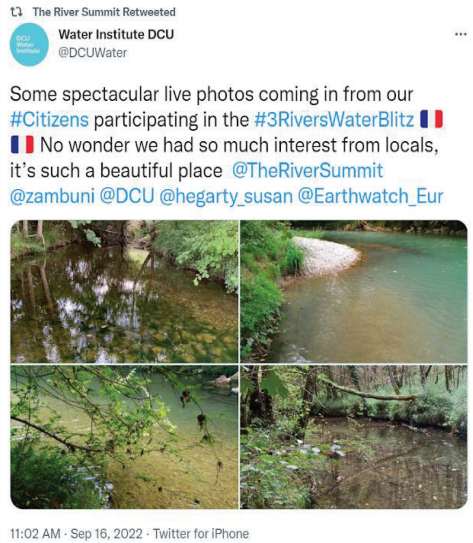 The River Summit Retweeted
DCU
Water
Institute
Water Institute DCU
@DCUWater
Some spectacular live photos coming in from our
#Citizens participating in the #3RiversWaterBlitz 🇫🇷
🇫🇷 No wonder we had so much interest from locals,
it's such a beautiful place @TheRiverSummit
@zambuni @DCU @hegarty_susan @Earthwatch_Eur
11:02 AM · Sep 16, 2022 · Twitter for iPhone